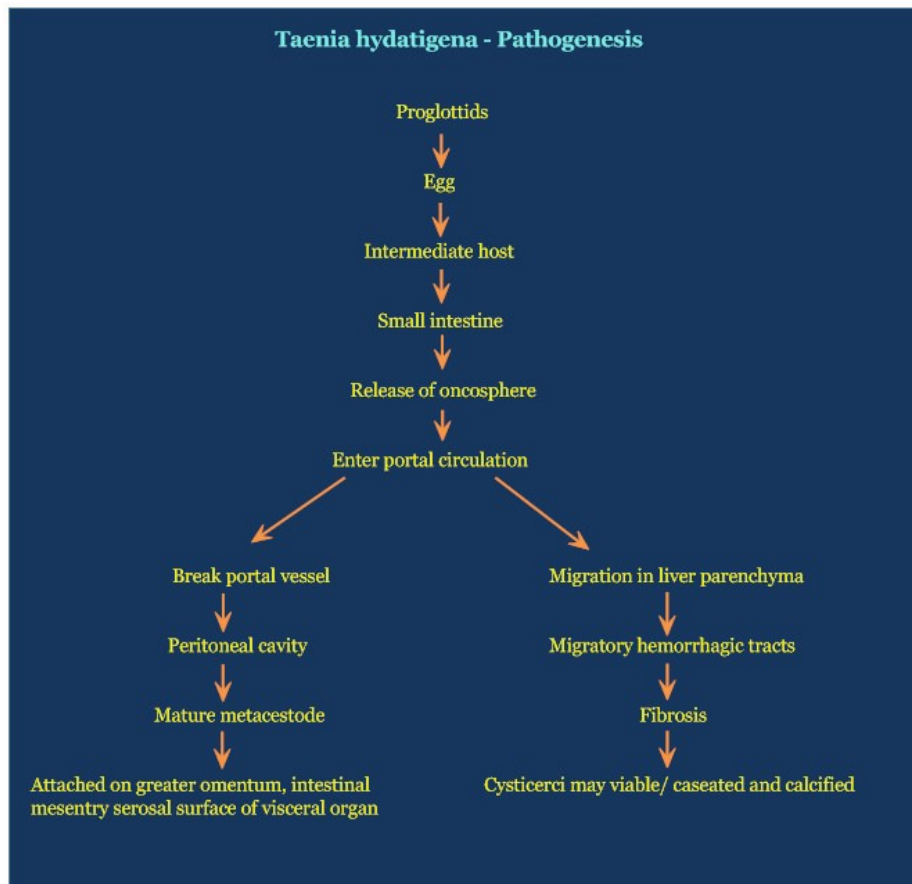 Taenia hydatigena - Pathogenesis
Proglottids
Egg
Intermediate host
Small intestine
Release of oncosphere
Enter portal circulation
Break portal vessel
Peritoneal cavity
Mature metacestode
Attached on greater omentum, intestinal
mesentry serosal surface of visceral organ
Migration in liver parenchyma
Migratory hemorrhagic tracts
Fibrosis
Cysticerci may viable/ caseated and calcified